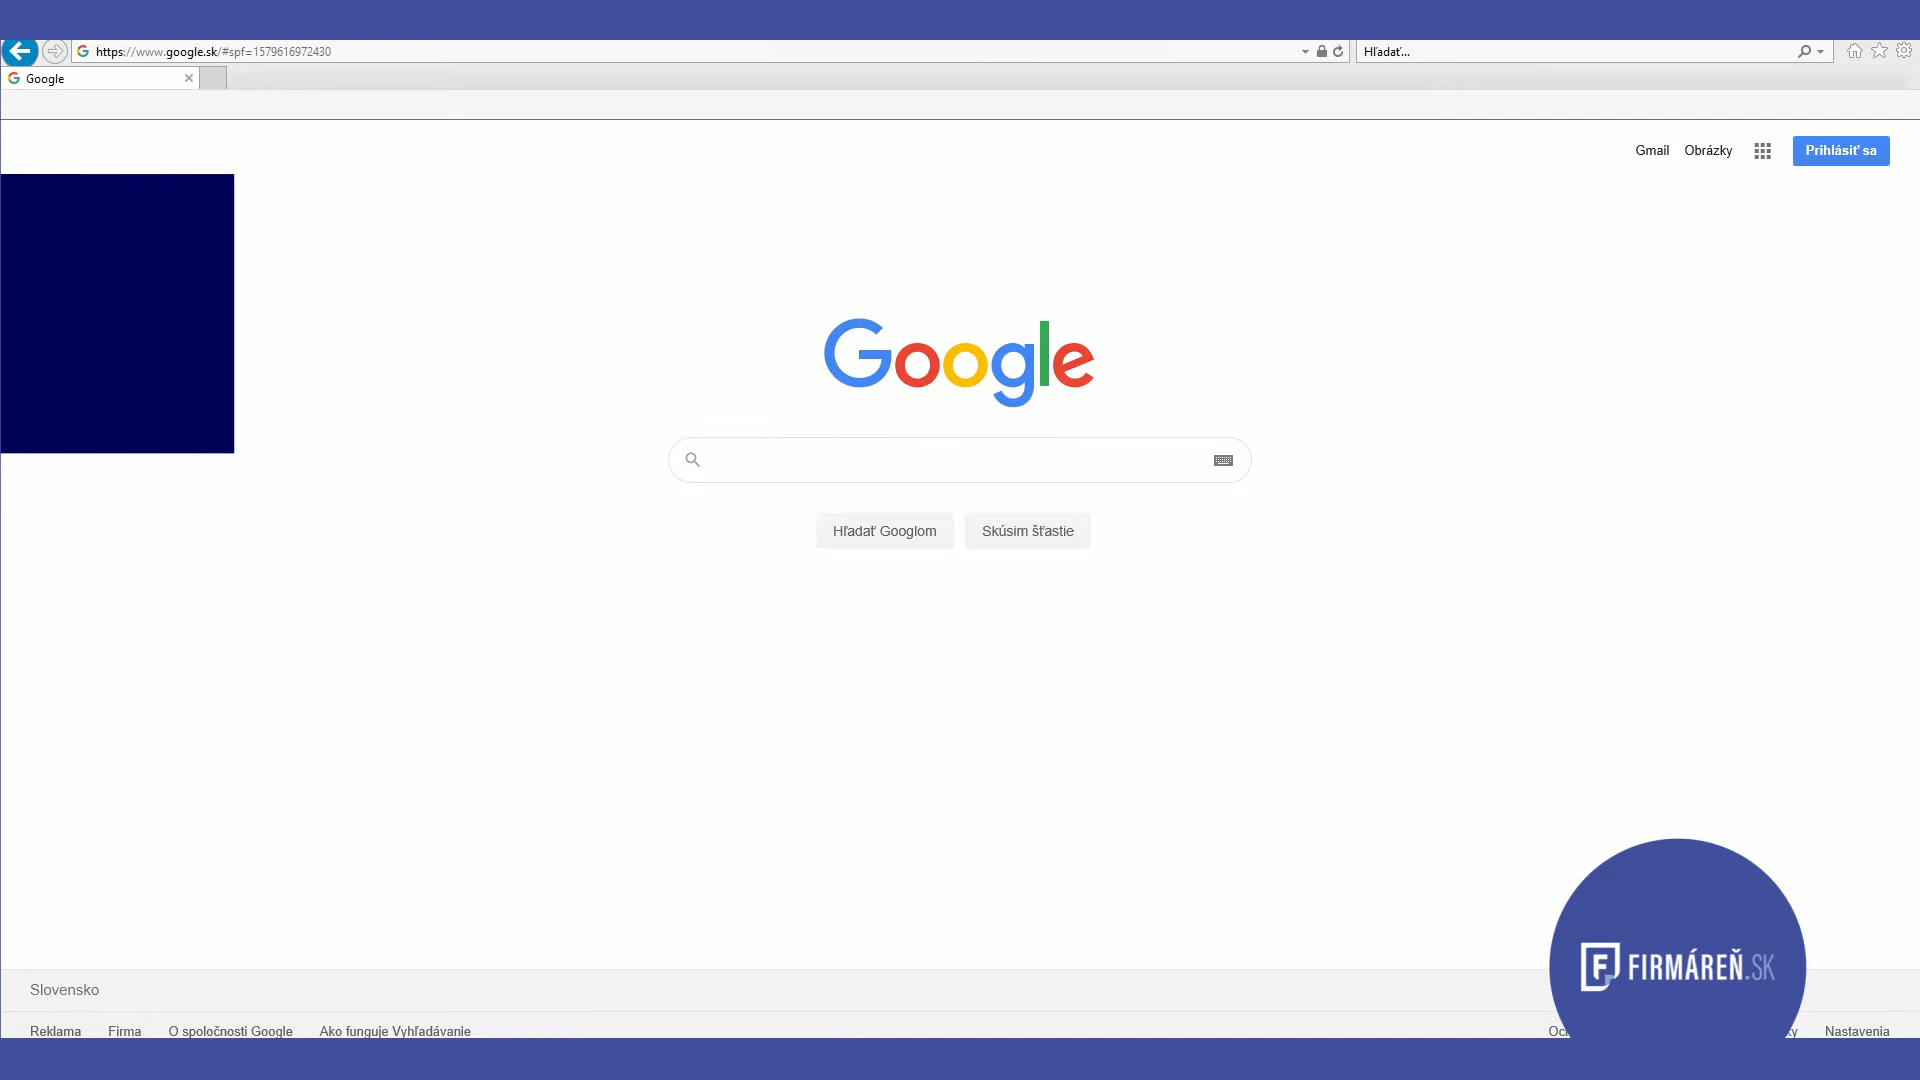 https://www.google.sk/#spf=1579616972430
Hľadať...
Google
Gmail Obrázky Prihlásiť sa
Google
Hľadať Googlom Skúsim šťastie
FIRMÁREŇ.SK
Slovensko
Reklama Firma O spoločnosti Google Ako funguje Vyhľadávanie Nastavenia